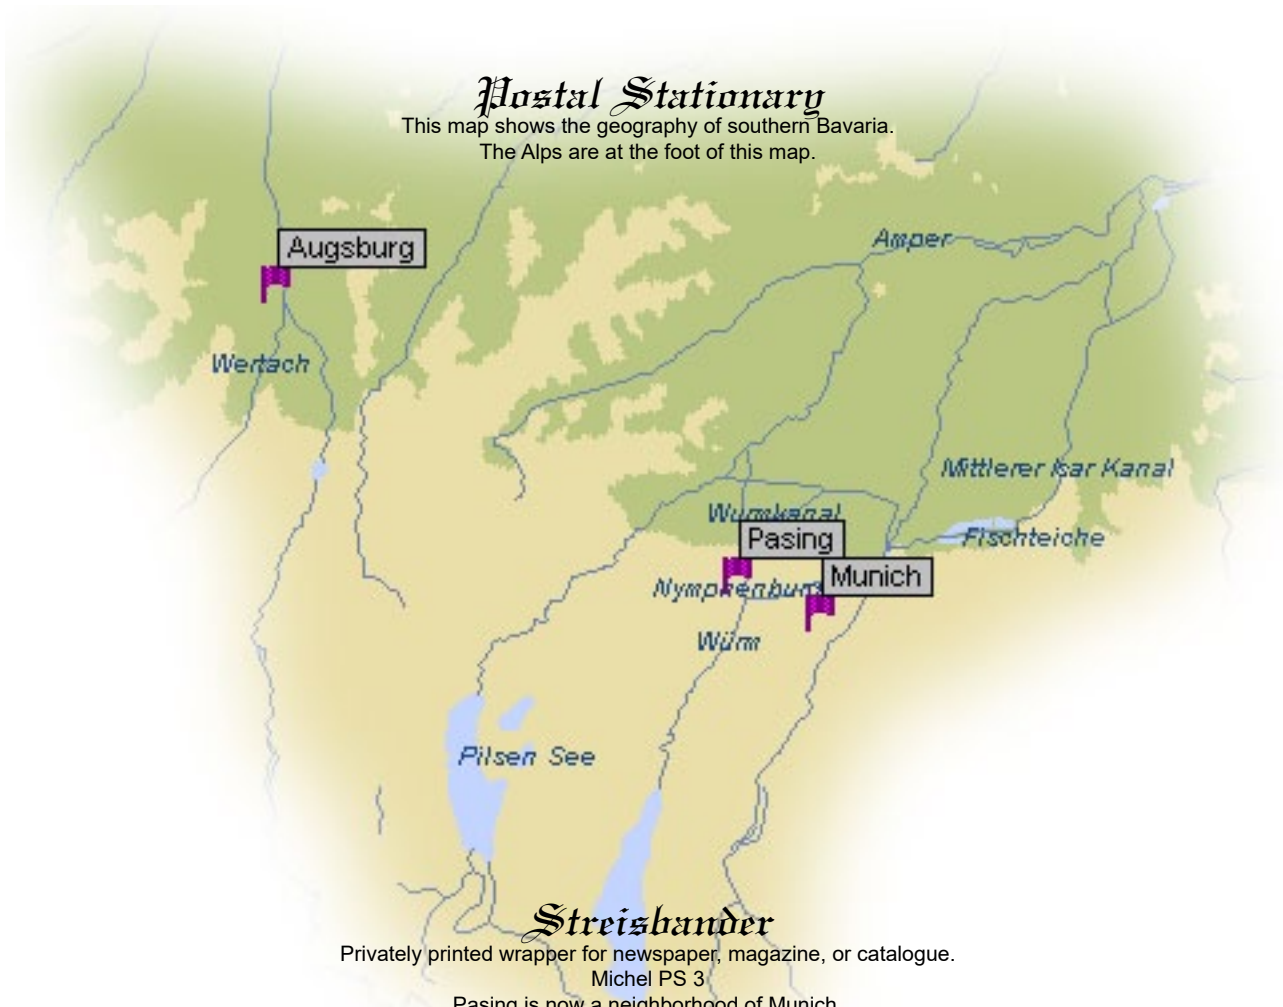 Postal Stationary
This map shows the geography of southern Bavaria.
The Alps are at the foot of this map.
Amper
Augsburg
Wertach
Mittlerer Isar Kanal
Wurmkanal
Fischteiche
Pasing
Munich
Nymphenburg
Würm
Pilsen See
Streisbander
Privately printed wrapper for newspaper, magazine, or catalogue.
Michel PS 3
Pasing is now a neighborhood of Munich